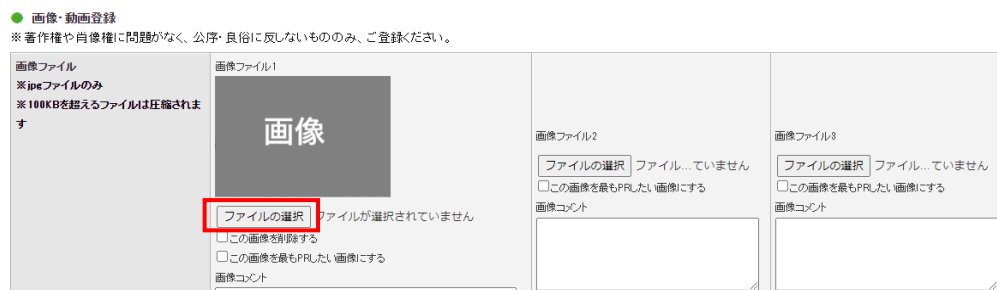 ● 画像・動画登録
※著作権や肖像権に問題がなく、公序・良俗に反しないもののみ、ご登録ください。
画像ファイル
※jpgファイルのみ
※100KBを超えるファイルは圧縮されま
す
画像ファイル1
画像
ファイルの選択 ファイルが選択されていません
この画像を削除する
この画像を最もPRしたい画像にする
画像コメント
画像ファイル2
ファイルの選択 ファイル...ていません
この画像を最もPRしたい画像にする
画像コメント
画像ファイル3
ファイルの選択 ファイル...ていません
この画像を最もPRしたい画像にする
画像コメント